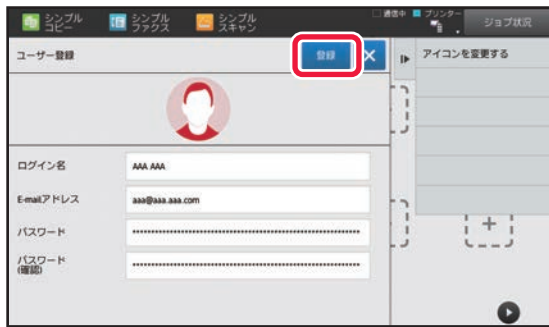 シンプル
コピー
シンプル
ファクス
シンプル
スキャン
通信中
プリンター
ジョブ状況
ユーザー登録
登録
アイコンを変更する
ログイン名
AAA AAA
E-mailアドレス
aaa@aaa.aaa.com
パスワード
パスワード
(確認)